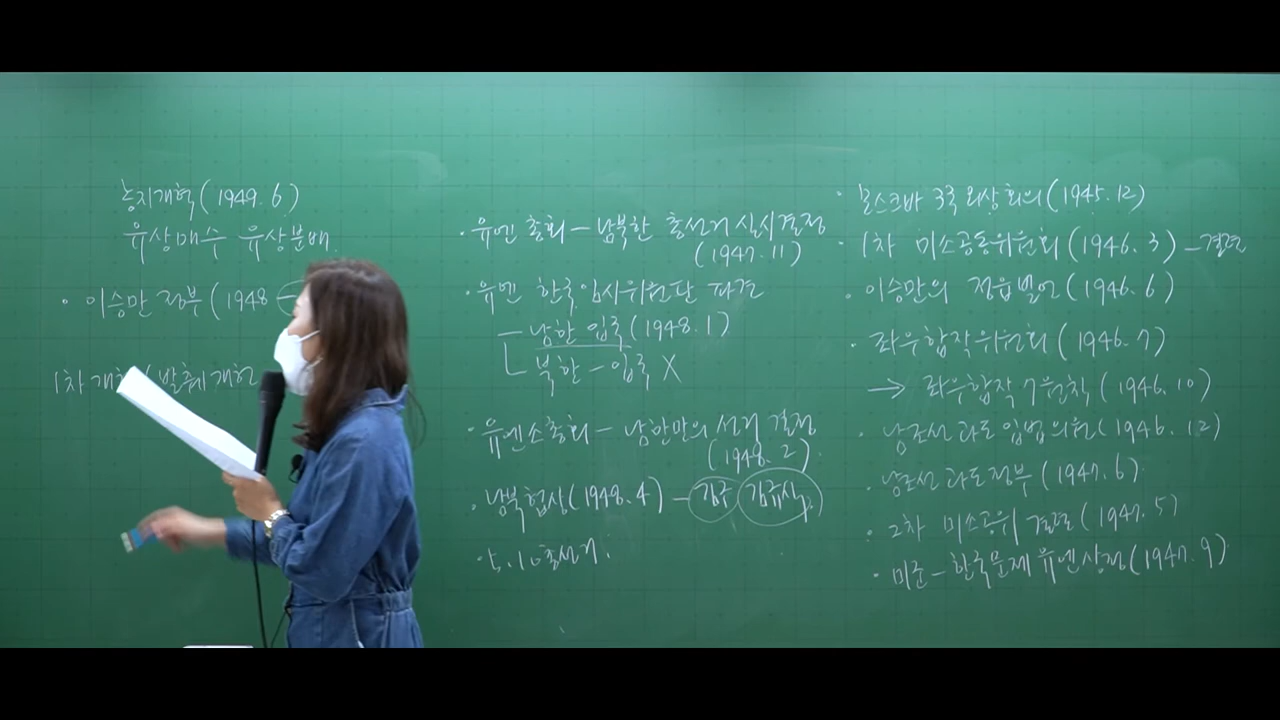 농지개혁(1949.6)
유상매수 유상분배
· 이승만 정부(1948 -
1차 개헌(발췌개헌
· 유엔 총회 - 남북한 총선거 실시결정
(1947.11)
· 유엔 한국임시위원단 파견
- 남한 입국(1948.1)
ㄴ 북한 - 입국 X
· 유엔소총회 - 남한만의 선거 결정
(1948.2)
· 남북협상(1948.4) - 김구 김규식
· 5.10총선거
· 모스크바 3국 외상회의(1945.12)
· 1차 미소공동위원회(1946.3) - 결렬
· 이승만의 정읍발언(1946.6)
· 좌우합작위원회(1946.7)
→ 좌우합작 7원칙(1946.10)
· 남조선과도입법의원(1946.12)
· 남조선과도정부(1947.6)
· 2차 미소공위 결렬(1947.5)
· 미군 - 한국문제 유엔상정(1947.9)